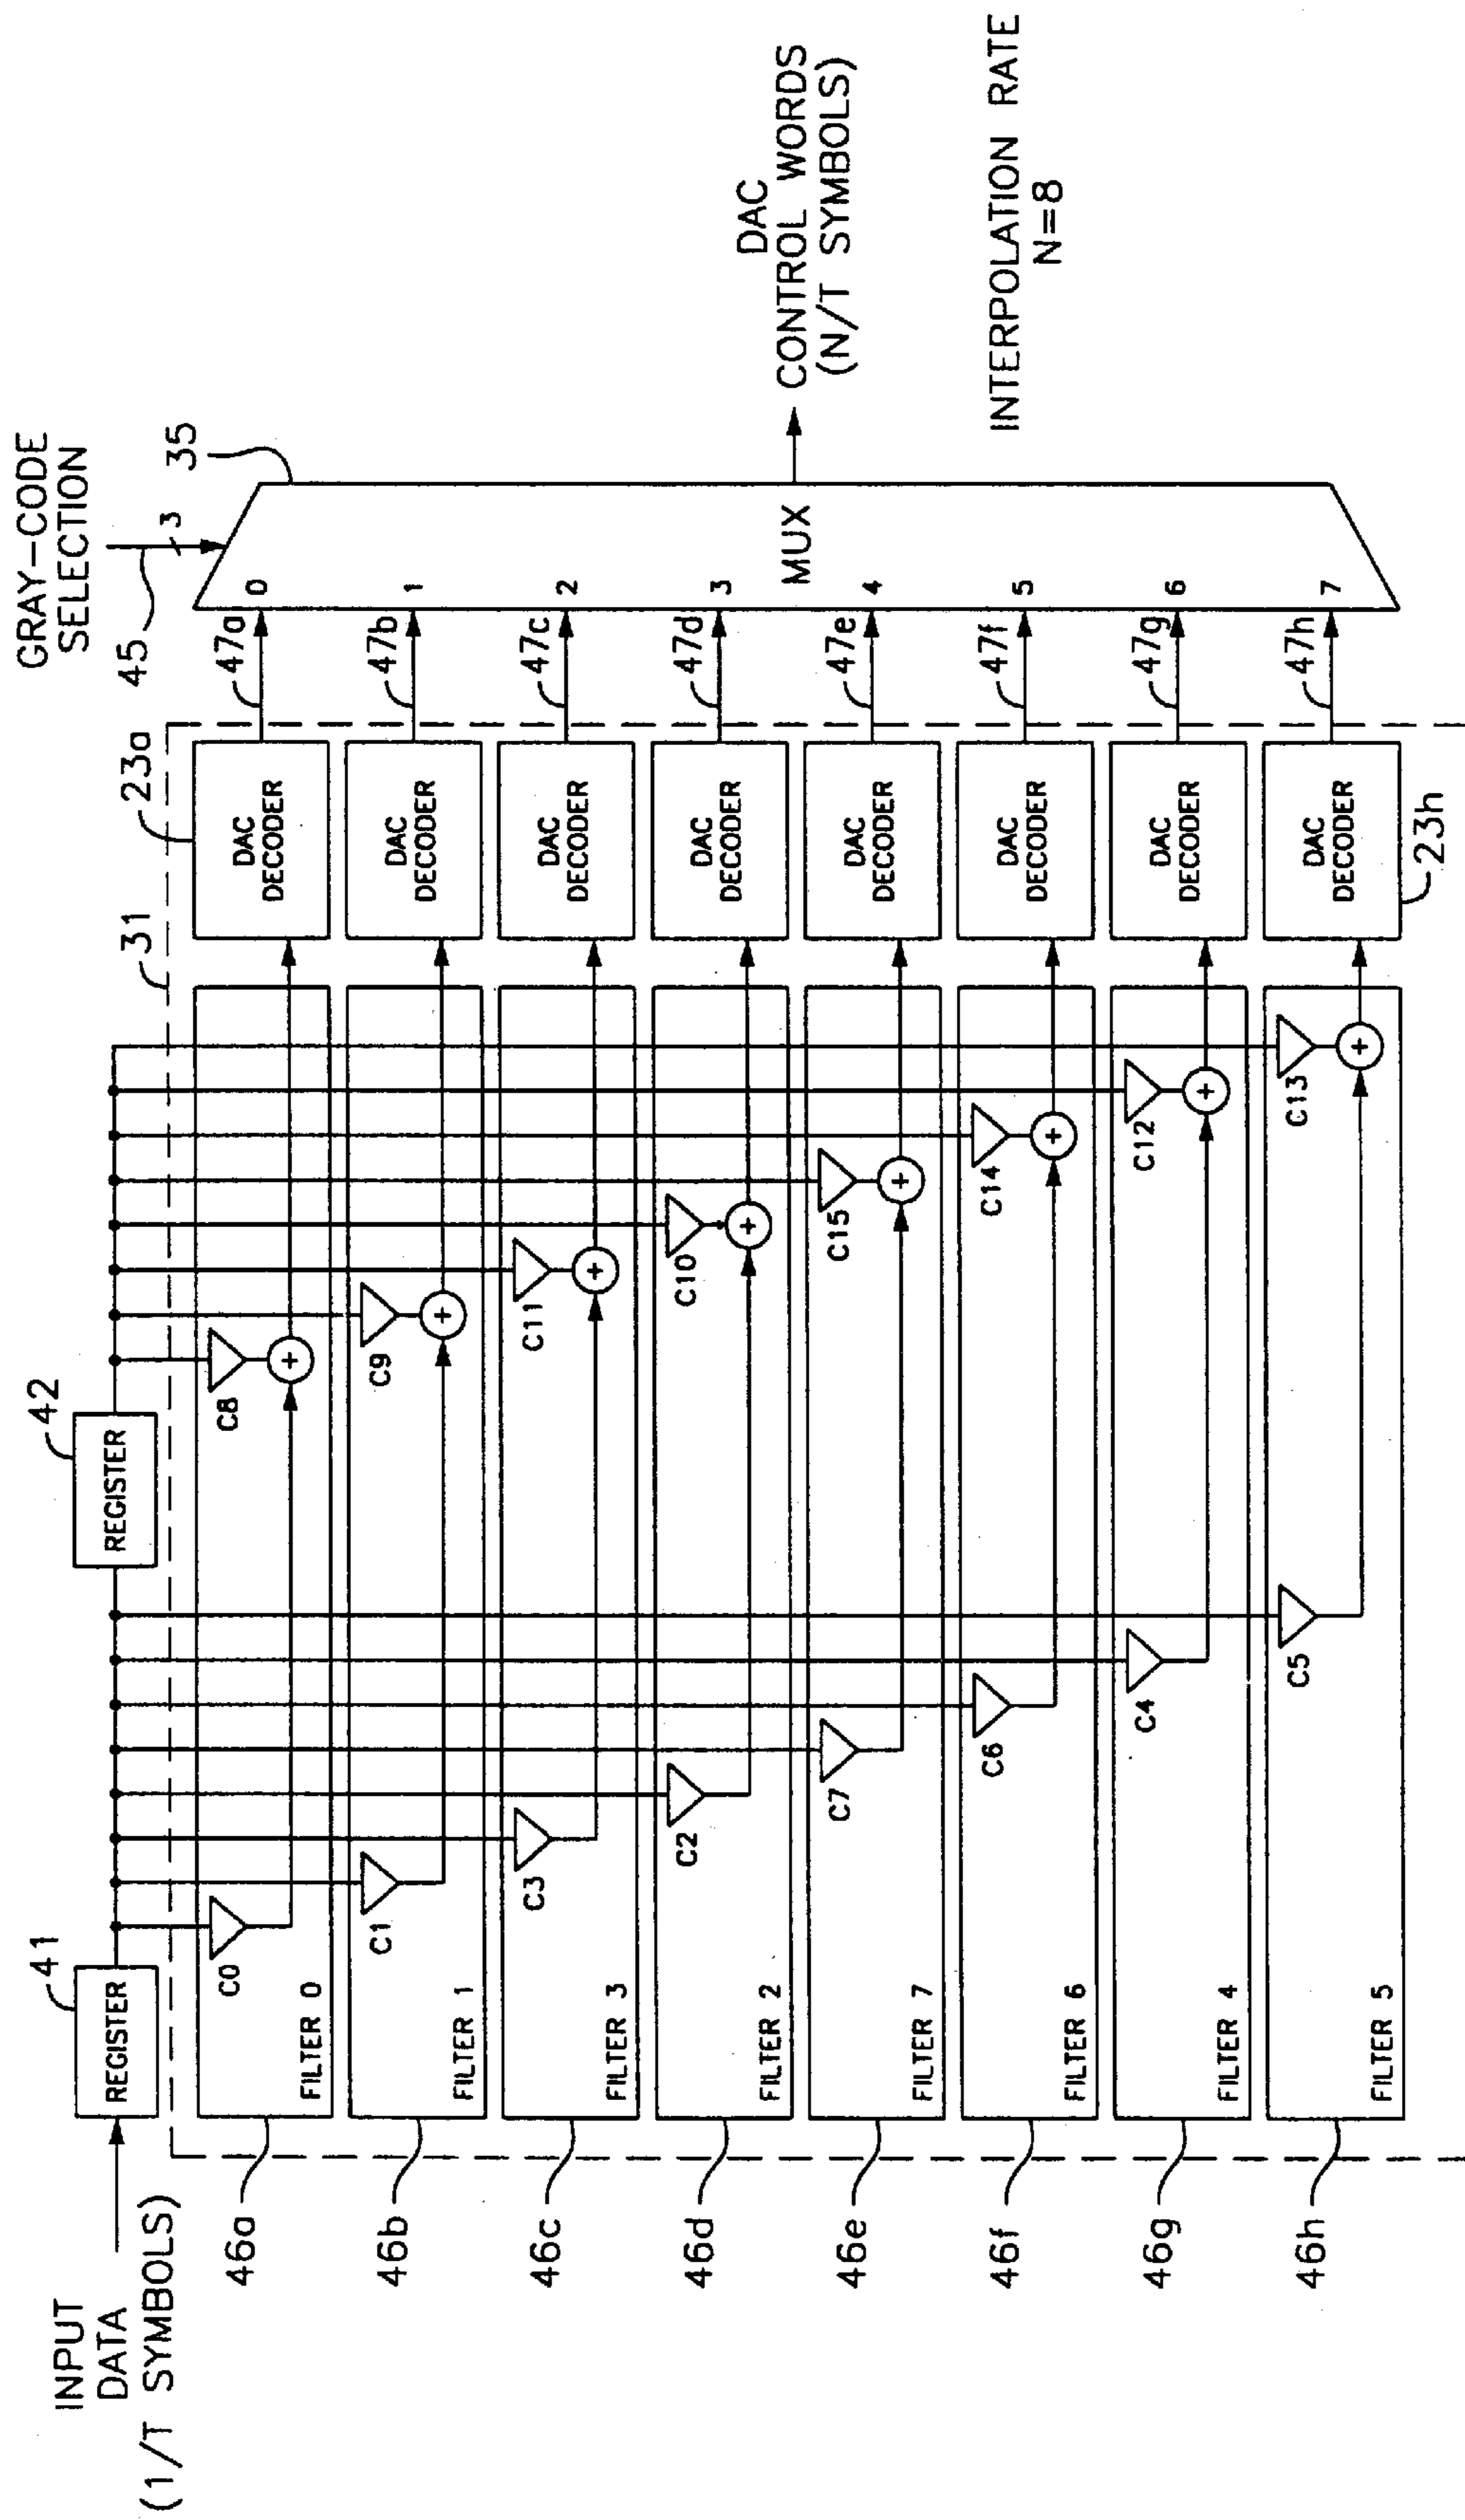 INPUT
DATA
(1/T SYMBOLS)
41
REGISTER
42
REGISTER
31
23a
45
GRAY-CODE
SELECTION
3
35
46a
FILTER 0
C0
C8
DAC
DECODER
47a
0
46b
FILTER 1
C1
C9
DAC
DECODER
47b
1
46c
FILTER 3
C3
C11
DAC
DECODER
47c
2
46d
FILTER 2
C2
C10
DAC
DECODER
47d
3
46e
FILTER 7
C7
C15
DAC
DECODER
47e
4
46f
FILTER 6
C6
C14
DAC
DECODER
47f
5
46g
FILTER 4
C4
C12
DAC
DECODER
47g
6
46h
FILTER 5
C5
C13
DAC
DECODER
47h
7
23h
MUX
DAC
CONTROL WORDS
(N/T SYMBOLS)
INTERPOLATION RATE
N=8
+
+
+
+
+
+
+
+